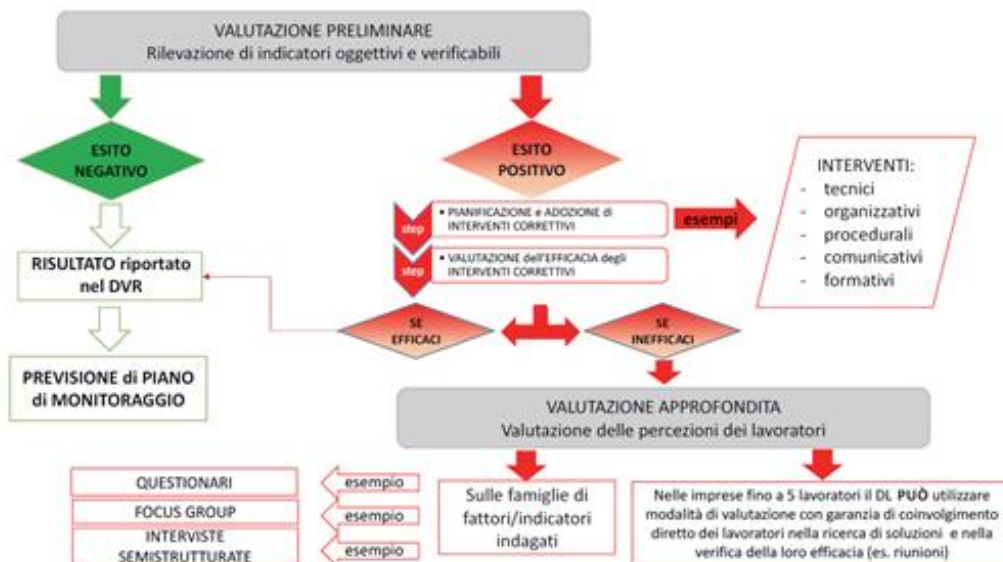 VALUTAZIONE PRELIMINARE
Rilevazione di indicatori oggettivi e verificabili
ESITO
NEGATIVO
ESITO
POSITIVO
INTERVENTI:
- tecnici
- organizzativi
- procedurali
- comunicativi
- formativi
step
• PIANIFICAZIONE e ADOZIONE di
INTERVENTI CORRETTIVI
esempi
step
• VALUTAZIONE dell'EFFICACIA degli
INTERVENTI CORRETTIVI
RISULTATO riportato
nel DVR
SE
EFFICACI
SE
INEFFICACI
PREVISIONE di PIANO
di MONITORAGGIO
VALUTAZIONE APPROFONDITA
Valutazione delle percezioni dei lavoratori
QUESTIONARI
esempio
FOCUS GROUP
esempio
INTERVISTE
SEMISTRUTTURATE
esempio
Sulle famiglie di
fattori/indicatori
indagati
Nelle imprese fino a 5 lavoratori il DL PUÒ utilizzare
modalità di valutazione con garanzia di coinvolgimento
diretto dei lavoratori nella ricerca di soluzioni e nella
verifica della loro efficacia (es. riunioni)